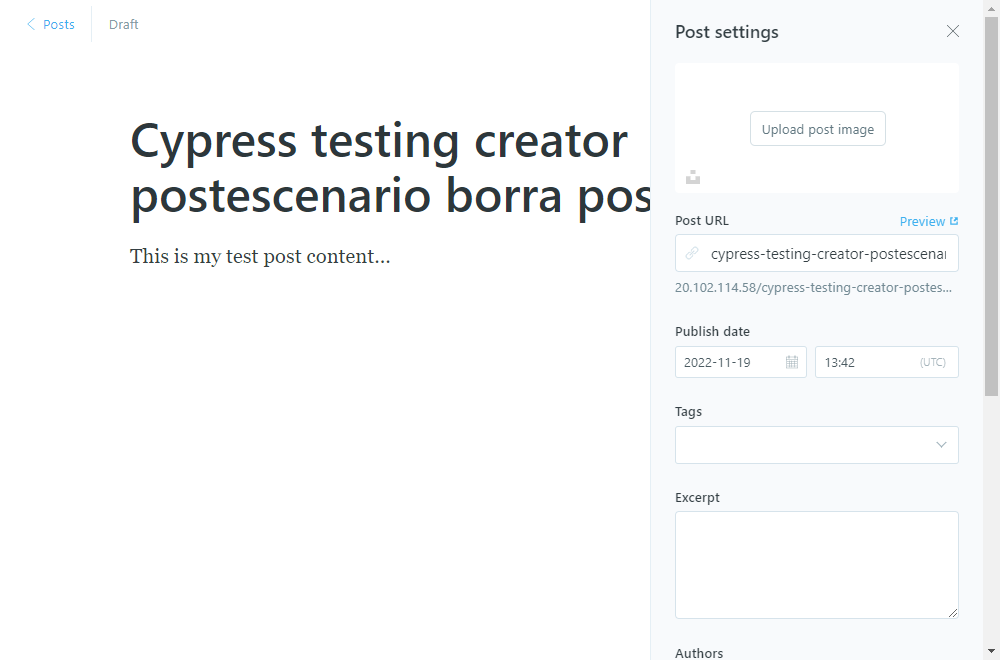 Posts
Draft
Cypress testing creator
postescenario borra pos
This is my test post content...
Post settings
Upload post image
Post URL
Preview
cypress-testing-creator-postescenar
20.102.114.58/cypress-testing-creator-postes...
Publish date
2022-11-19
13:42
(UTC)
Tags
Excerpt
Authors